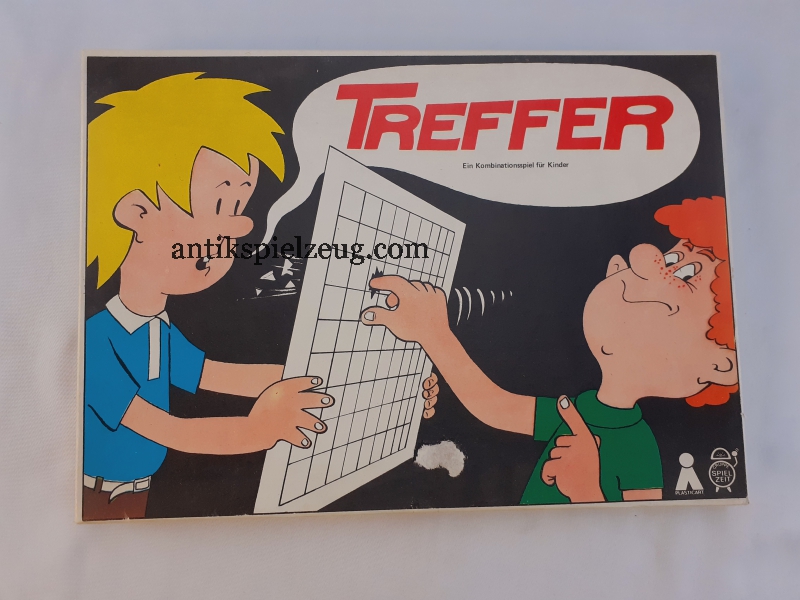 TREFFER
Ein Kombinationsspiel für Kinder
antikspielzeug.com
PLASTICART
SPIEL
ZEIT